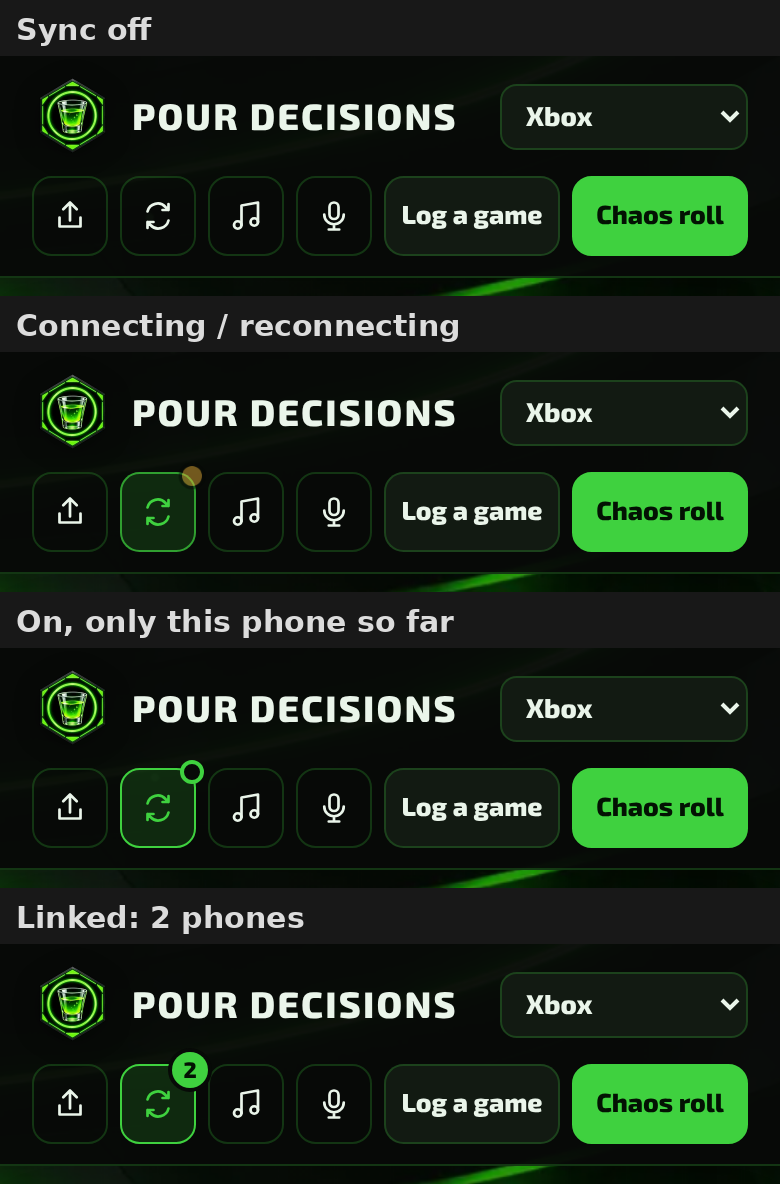 Sync off
POUR DECISIONS Xbox
Log a game Chaos roll
Connecting / reconnecting
POUR DECISIONS Xbox
Log a game Chaos roll
On, only this phone so far
POUR DECISIONS Xbox
Log a game Chaos roll
Linked: 2 phones
POUR DECISIONS Xbox
2
Log a game Chaos roll